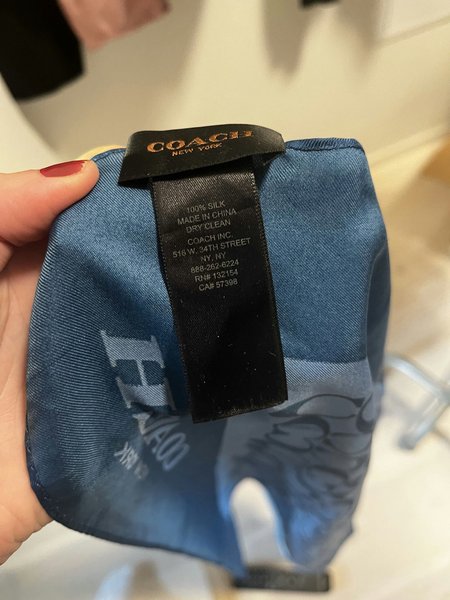 COACH
NEW YORK
100% SILK
MADE IN CHINA
DRY CLEAN
COACH INC.
516 W. 34TH STREET
NY, NY
888-262-6224
RN# 132154
CA# 57398
COACH